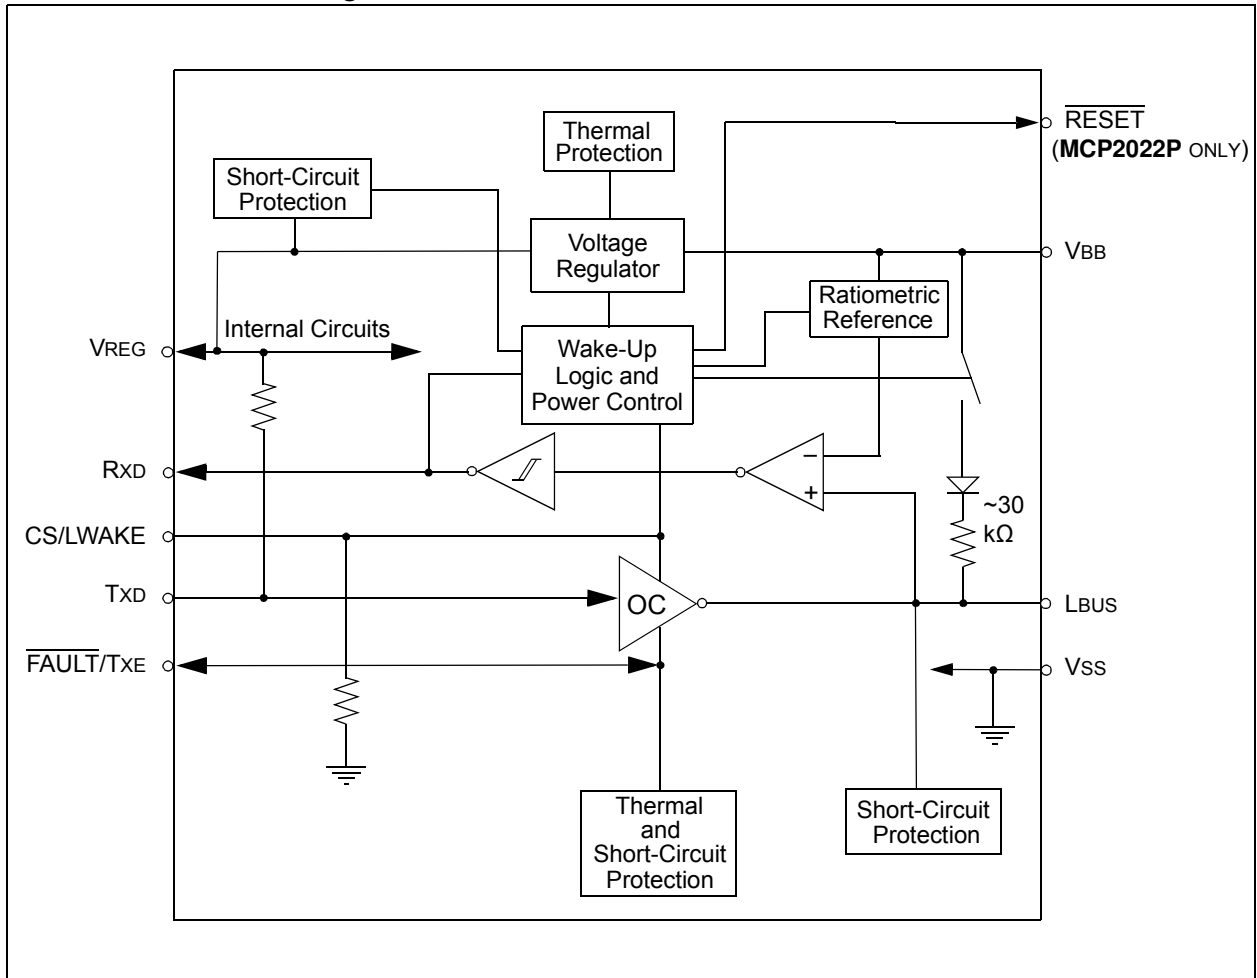 Thermal
Protection
RESET
(MCP2022P ONLY)
Short-Circuit
Protection
Voltage
Regulator
VBB
Ratiometric
Reference
Internal Circuits
VREG
Wake-Up
Logic and
Power Control
RXD
−
+
~30
kΩ
CS/LWAKE
TXD
OC
LBUS
FAULT/TXE
VSS
Thermal
and
Short-Circuit
Protection
Short-Circuit
Protection